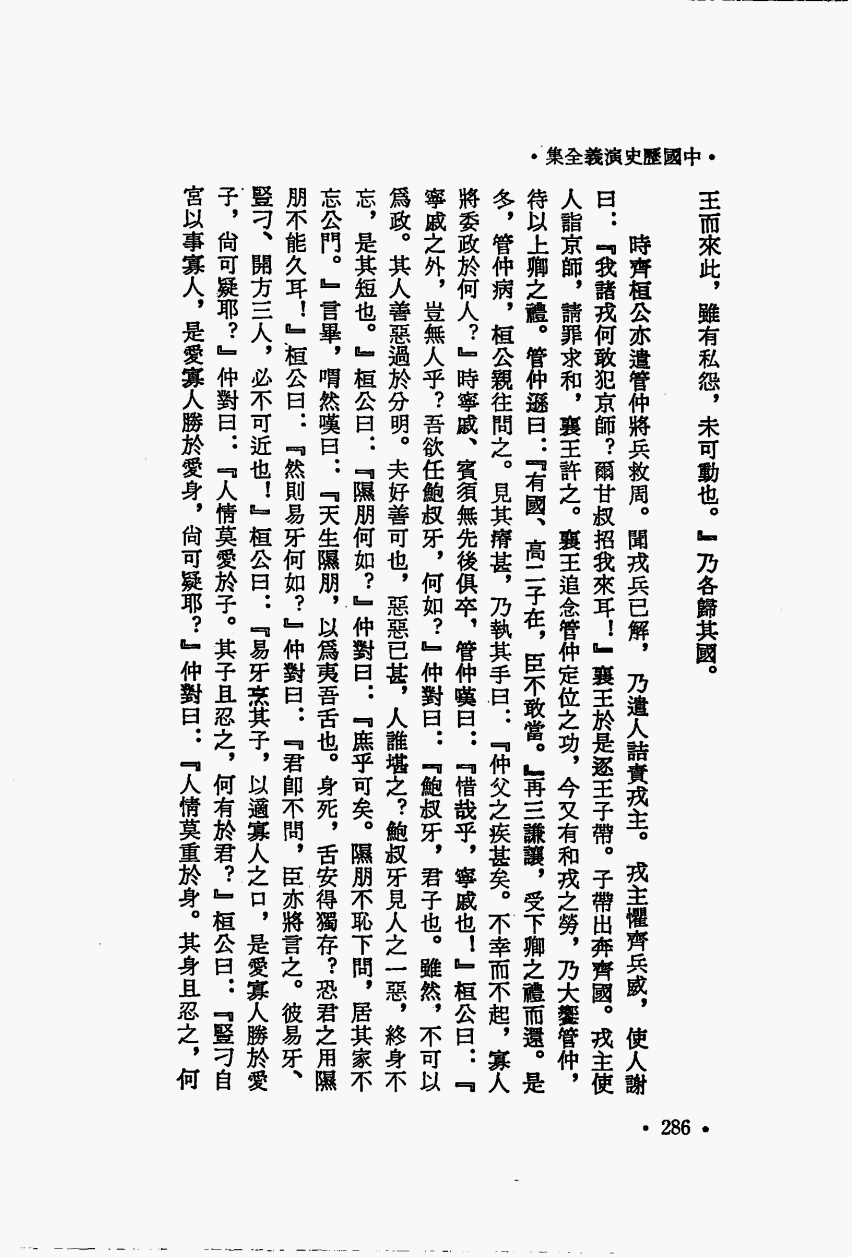 •中國歷史演義全集•
王而來此，雖有私怨，未可動也。』乃各歸其國。
時齊桓公亦遣管仲將兵救周。聞戎兵已解，乃遣人詰責戎主。戎主懼齊兵威，使人謝
曰：『我諸戎何敢犯京師？爾甘叔招我來耳！』襄王於是逐王子帶。子帶出奔齊國。戎主使
人詣京師，請罪求和，襄王許之。襄王追念管仲定位之功，今又有和戎之勞，乃大饗管仲，
待以上卿之禮。管仲遜曰：『有國、高二子在，臣不敢當。』再三謙讓，受下卿之禮而還。是
冬，管仲病，桓公親往問之。見其瘠甚，乃執其手曰：『仲父之疾甚矣。不幸而不起，寡人
將委政於何人？』時寧戚、賓須無先後俱卒，管仲嘆曰：『惜哉乎，寧戚也！』桓公曰：『
寧戚之外，豈無人乎？吾欲任鮑叔牙，何如？』仲對曰：『鮑叔牙，君子也。雖然，不可以
爲政。其人善惡過於分明。夫好善可也，惡惡已甚，人誰堪之？鮑叔牙見人之一惡，終身不
忘，是其短也。』桓公曰：『隰朋何如？』仲對曰：『庶乎可矣。隰朋不恥下問，居其家不
忘公門。』言畢，喟然嘆曰：『天生隰朋，以爲夷吾舌也。身死，舌安得獨存？恐君之用隰
朋不能久耳！』桓公曰：『然則易牙何如？』仲對曰：『君卽不問，臣亦將言之。彼易牙、
豎刁、開方三人，必不可近也！』桓公曰：『易牙烹其子，以適寡人之口，是愛寡人勝於愛
子，尙可疑耶？』仲對曰：『人情莫愛於子。其子且忍之，何有於君？』桓公曰：『豎刁自
宮以事寡人，是愛寡人勝於愛身，尙可疑耶？』仲對曰：『人情莫重於身。其身且忍之，何
•286•